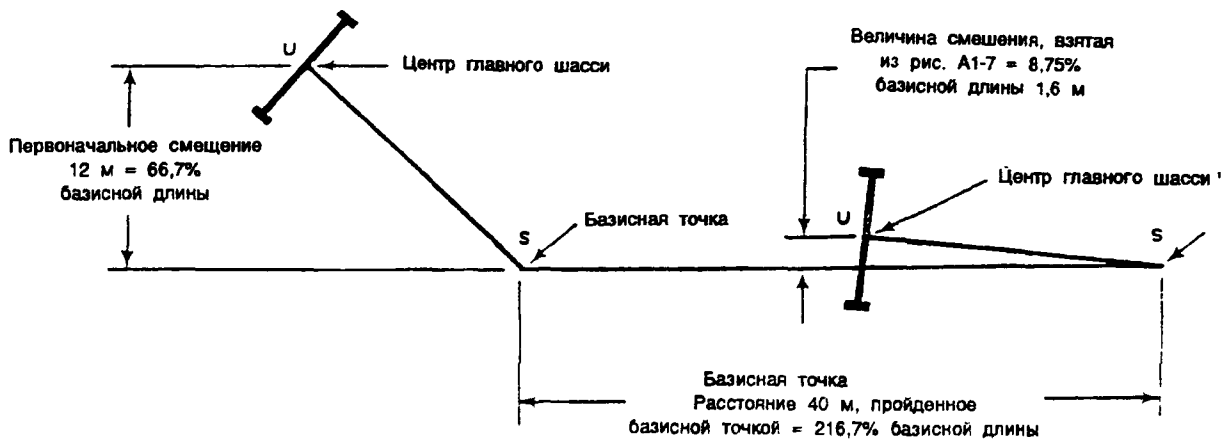 U
Центр главного шасси
Первоначальное смещение
12 м = 66,7%
базисной длины
Величина смешения, взятая
из рис. А1-7 = 8,75%
базисной длины 1,6 м
Центр главного шасси
U
S
Базисная точка
S
Базисная точка
Расстояние 40 м, пройденное
базисной точкой = 216,7% базисной длины